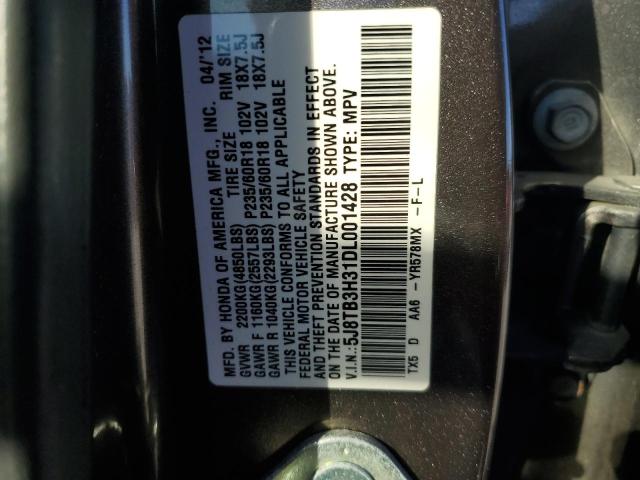 MFD. BY HONDA OF AMERICA MFG., INC. 04/'12
TIRE SIZE RIM SIZE
GVWR 2200KG(4850LBS)
GAWR F 1160KG(2557LBS) P235/60R18 102V 18X7.5J
GAWR R 1040KG(2293LBS) P235/60R18 102V 18X7.5J
THIS VEHICLE CONFORMS TO ALL APPLICABLE
FEDERAL MOTOR VEHICLE SAFETY
AND THEFT PREVENTION STANDARDS IN EFFECT
ON THE DATE OF MANUFACTURE SHOWN ABOVE.
V.I.N.:5J8TB3H31DL001428 TYPE: MPV
TX5 D AA6 -YR578MX -F-L